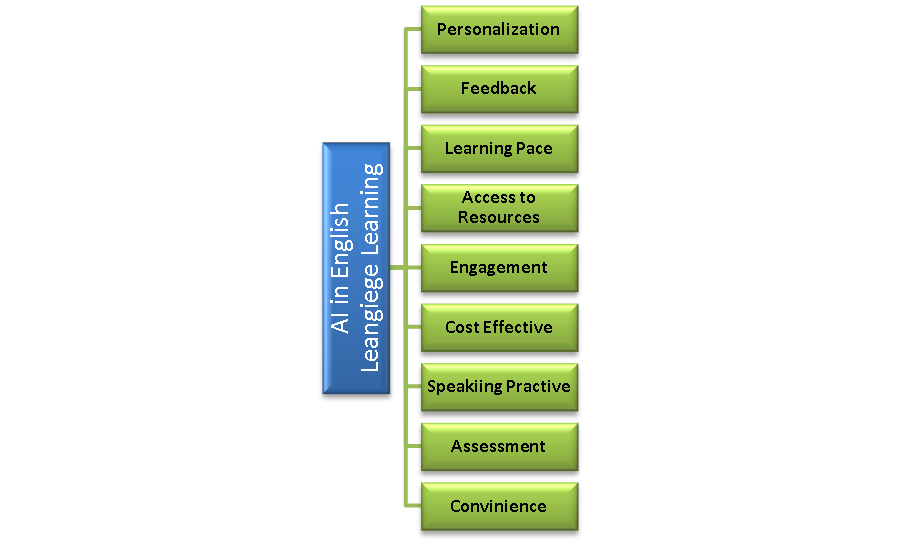 AI in English
Leangiege Learning
Personalization
Feedback
Learning Pace
Access to
Resources
Engagement
Cost Effective
Speakiing Practive
Assessment
Convinience